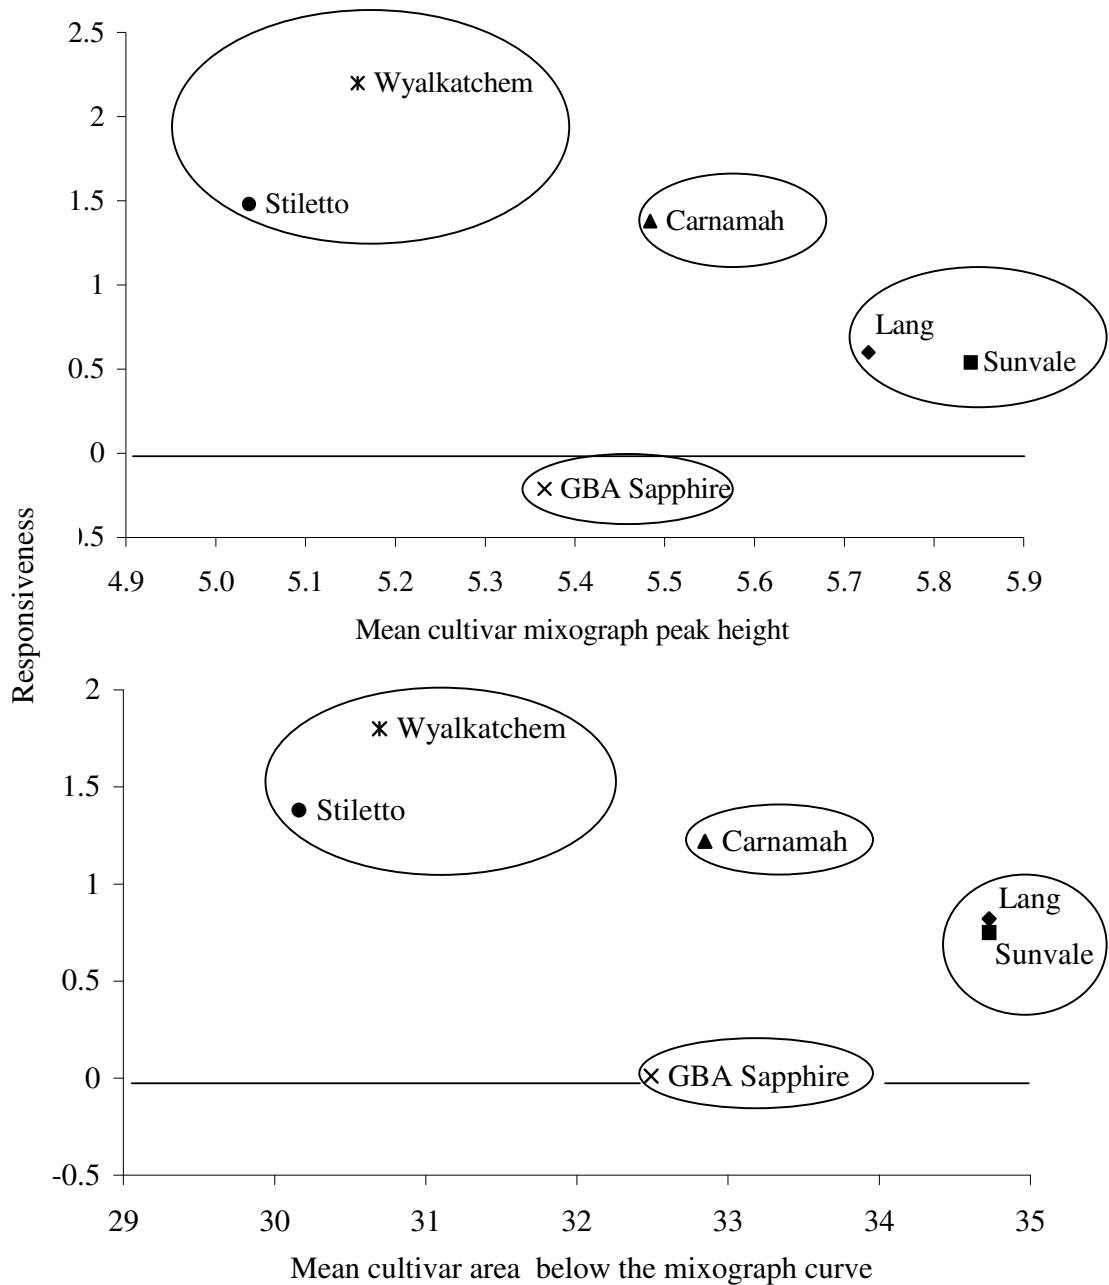 2.5
Wyalkatchem
2
Stiletto
1.5
Carnamah
1
Lang
0.5
Sunvale
0
GBA Sapphire
).5
4.9 5.0 5.1 5.2 5.3 5.4 5.5 5.6 5.7 5.8 5.9
Mean cultivar mixograph peak height
Responsiveness
2
Wyalkatchem
1.5
Stiletto
Carnamah
1
Lang
Sunvale
0.5
0
GBA Sapphire
-0.5
29 30 31 32 33 34 35
Mean cultivar area below the mixograph curve